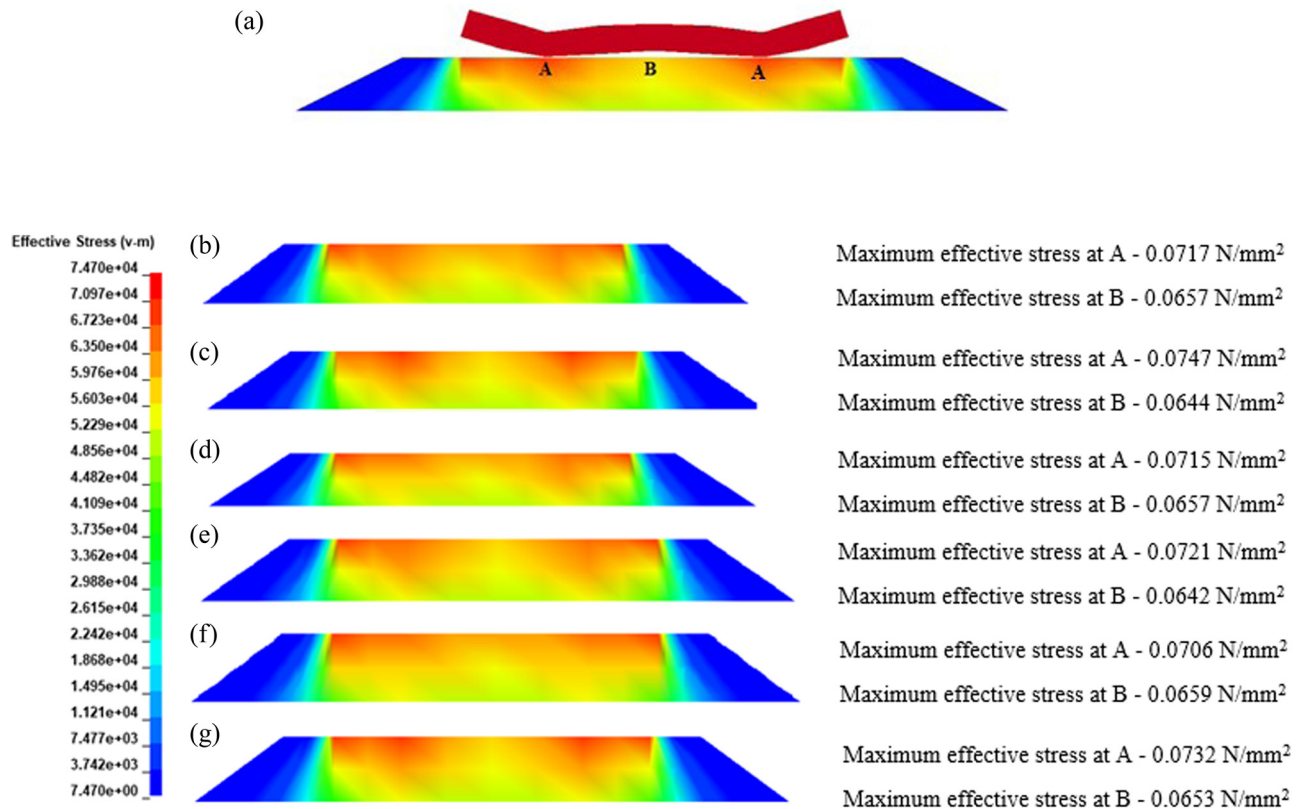 (a)
A
B
A
Effective Stress (v-m)
7.470e+04
7.097e+04
6.723e+04
6.350e+04
5.976e+04
5.603e+04
5.229e+04
4.856e+04
4.482e+04
4.109e+04
3.735e+04
3.362e+04
2.988e+04
2.615e+04
2.242e+04
1.868e+04
1.495e+04
1.121e+04
7.477e+03
3.742e+03
7.470e+00
(b)
Maximum effective stress at A - 0.0717 N/mm²
Maximum effective stress at B - 0.0657 N/mm²
(c)
Maximum effective stress at A - 0.0747 N/mm²
Maximum effective stress at B - 0.0644 N/mm²
(d)
Maximum effective stress at A - 0.0715 N/mm²
Maximum effective stress at B - 0.0657 N/mm²
(e)
Maximum effective stress at A - 0.0721 N/mm²
Maximum effective stress at B - 0.0642 N/mm²
(f)
Maximum effective stress at A - 0.0706 N/mm²
Maximum effective stress at B - 0.0659 N/mm²
(g)
Maximum effective stress at A - 0.0732 N/mm²
Maximum effective stress at B - 0.0653 N/mm²